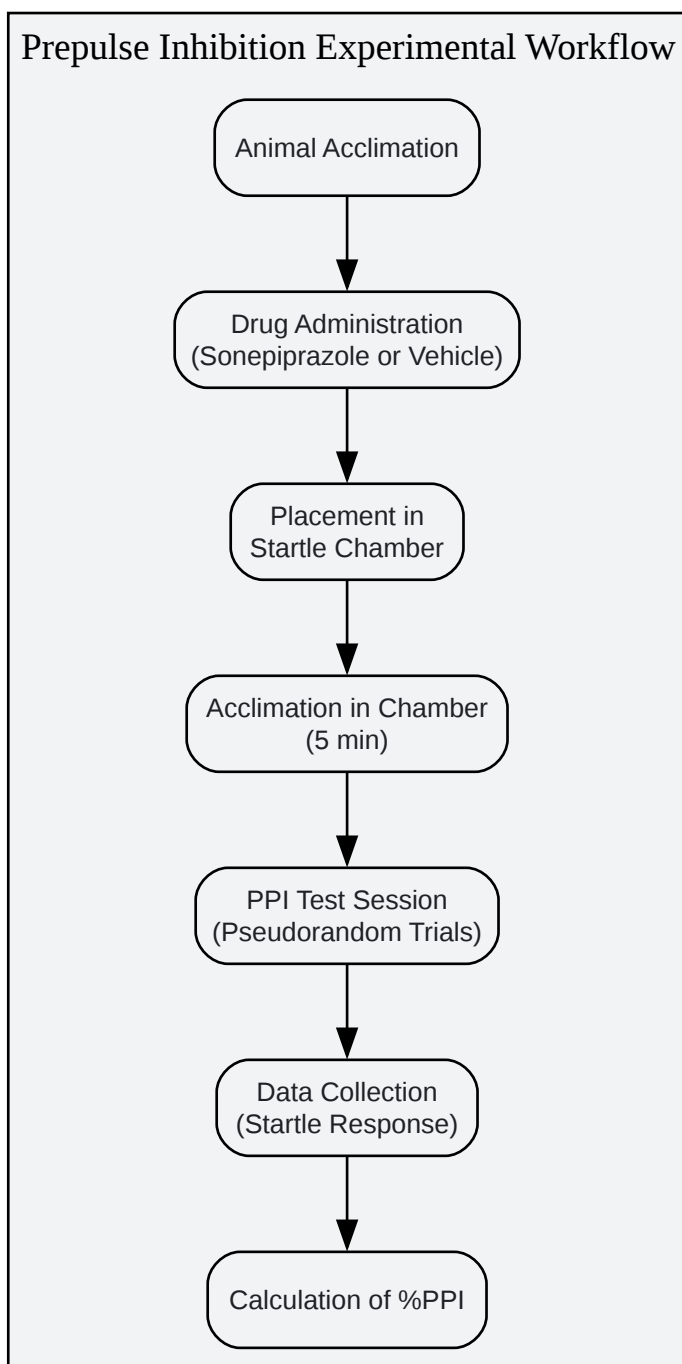 Prepulse Inhibition Experimental Workflow
Animal Acclimation
Drug Administration
(Sonepiprazole or Vehicle)
Placement in
Startle Chamber
Acclimation in Chamber
(5 min)
PPI Test Session
(Pseudorandom Trials)
Data Collection
(Startle Response)
Calculation of %PPI